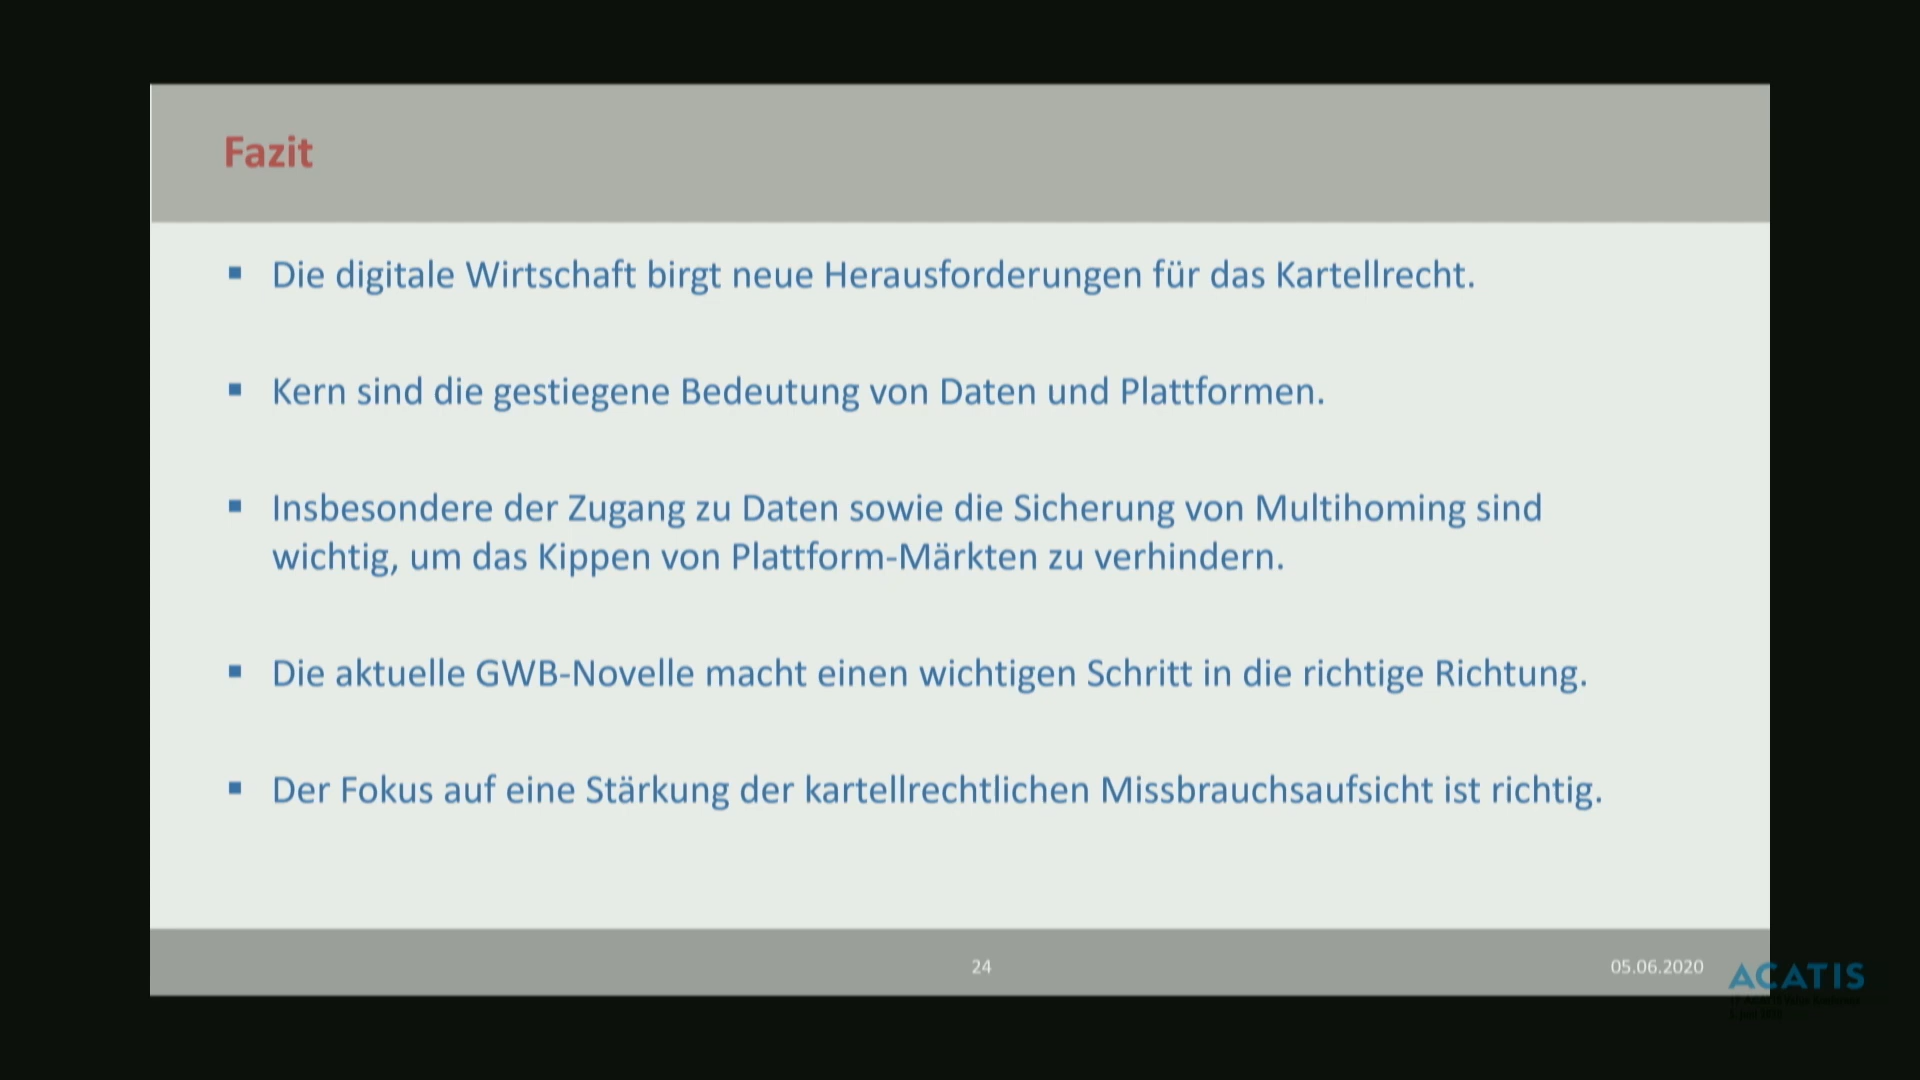 Fazit
▪ Die digitale Wirtschaft birgt neue Herausforderungen für das Kartellrecht.
▪ Kern sind die gestiegene Bedeutung von Daten und Plattformen.
▪ Insbesondere der Zugang zu Daten sowie die Sicherung von Multihoming sind
wichtig, um das Kippen von Plattform-Märkten zu verhindern.
▪ Die aktuelle GWB-Novelle macht einen wichtigen Schritt in die richtige Richtung.
▪ Der Fokus auf eine Stärkung der kartellrechtlichen Missbrauchsaufsicht ist richtig.
24
05.06.2020
ACATIS